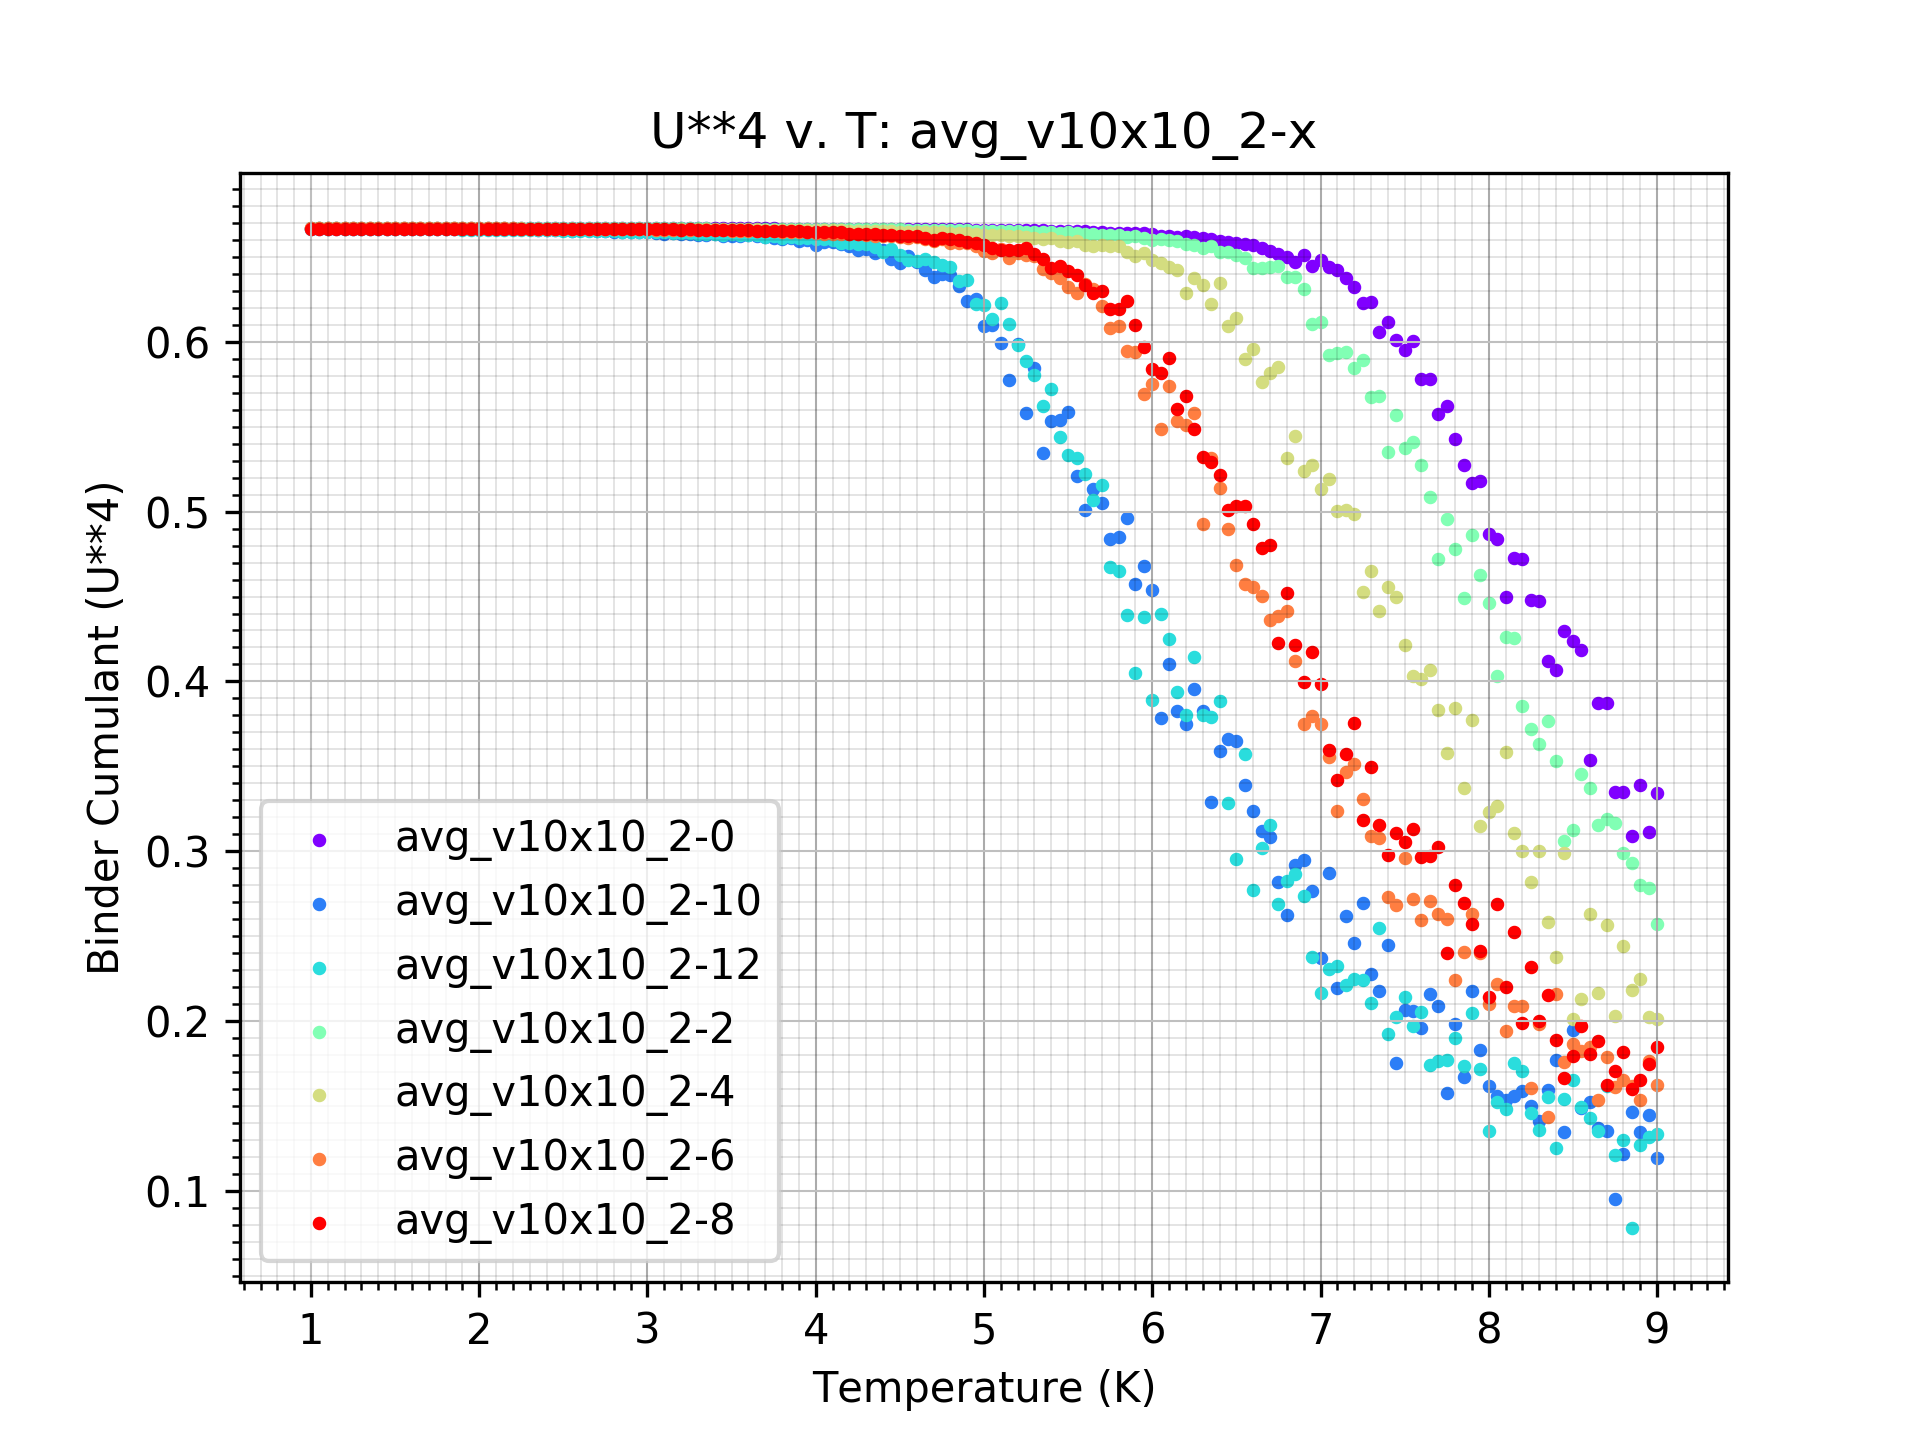 U**4 v. T: avg_v10x10_2-x
Binder Cumulant (U**4)
0.6
0.5
0.4
0.3
0.2
0.1
avg_v10x10_2-0
avg_v10x10_2-10
avg_v10x10_2-12
avg_v10x10_2-2
avg_v10x10_2-4
avg_v10x10_2-6
avg_v10x10_2-8
1 2 3 4 5 6 7 8 9
Temperature (K)